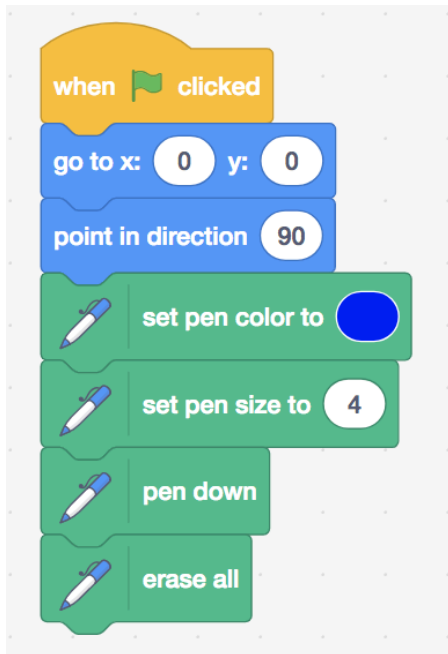 when clicked
go to x: 0 y: 0
point in direction 90
set pen color to
set pen size to 4
pen down
erase all